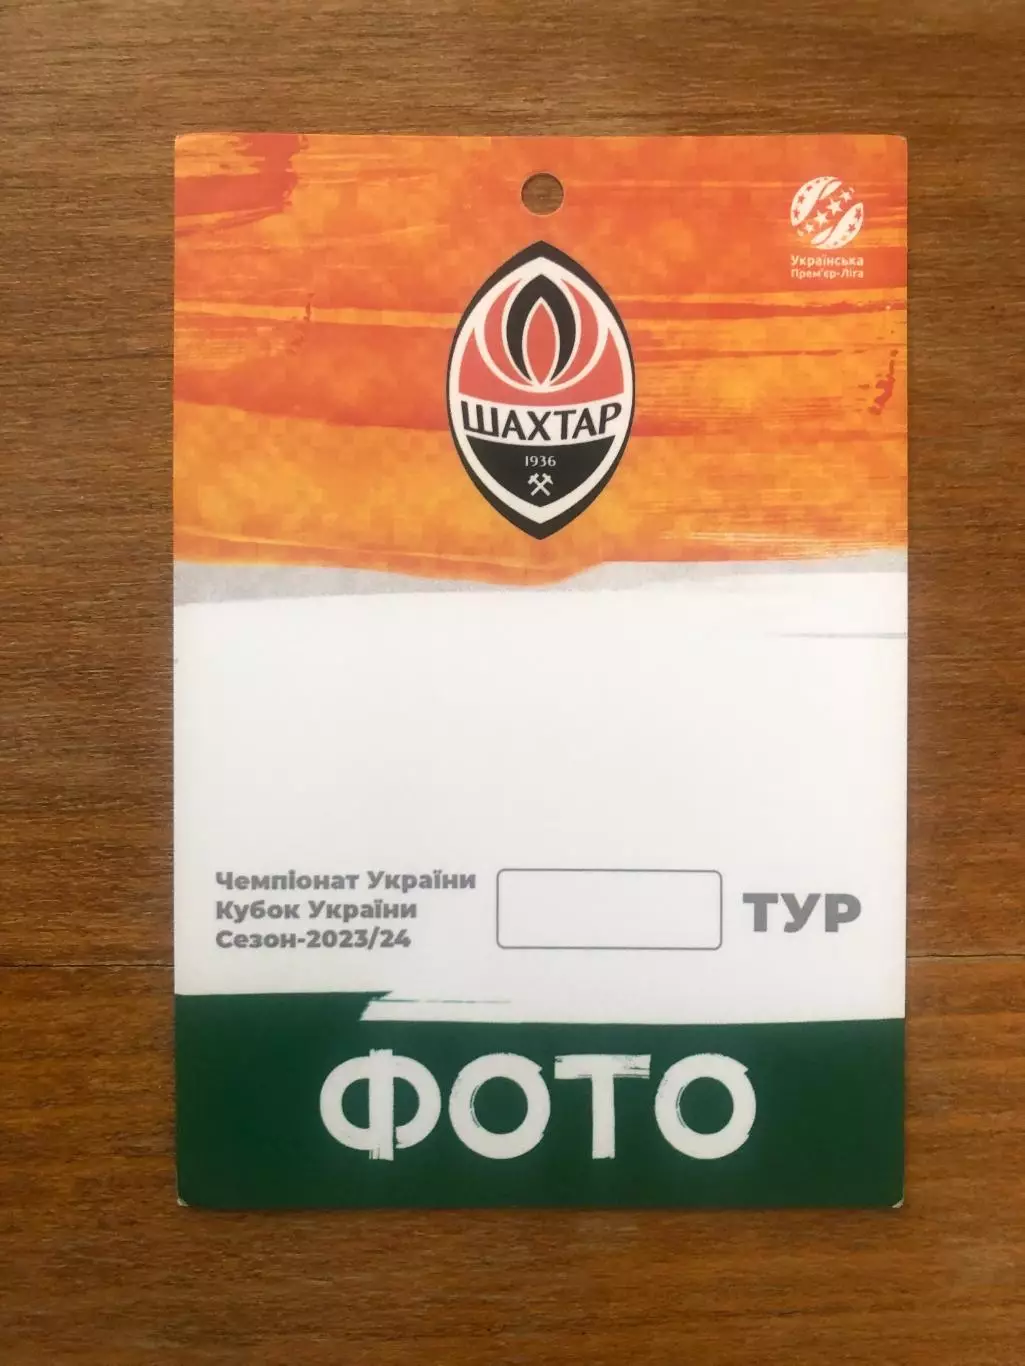 Українська
Прем'єр-Ліга
ШАХТАР
1936
Чемпіонат України
Кубок України
Сезон-2023/24
ТУР
ФОТО